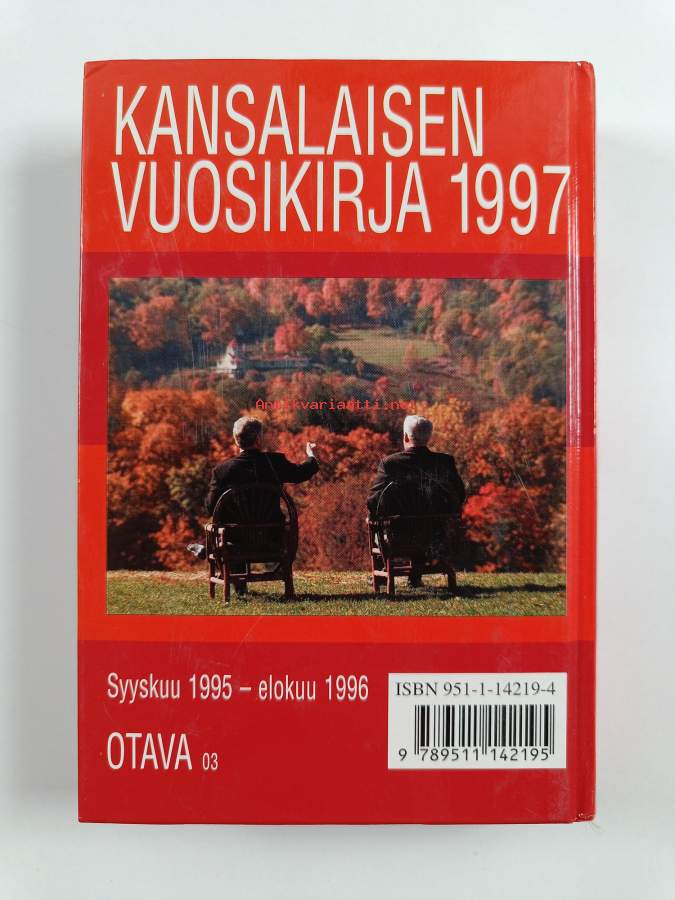 KANSALAISEN
VUOSIKIRJA 1997
Antikvariaatti.net
Syyskuu 1995 – elokuu 1996
ISBN 951-1-14219-4
OTAVA 03
9 789511 142195